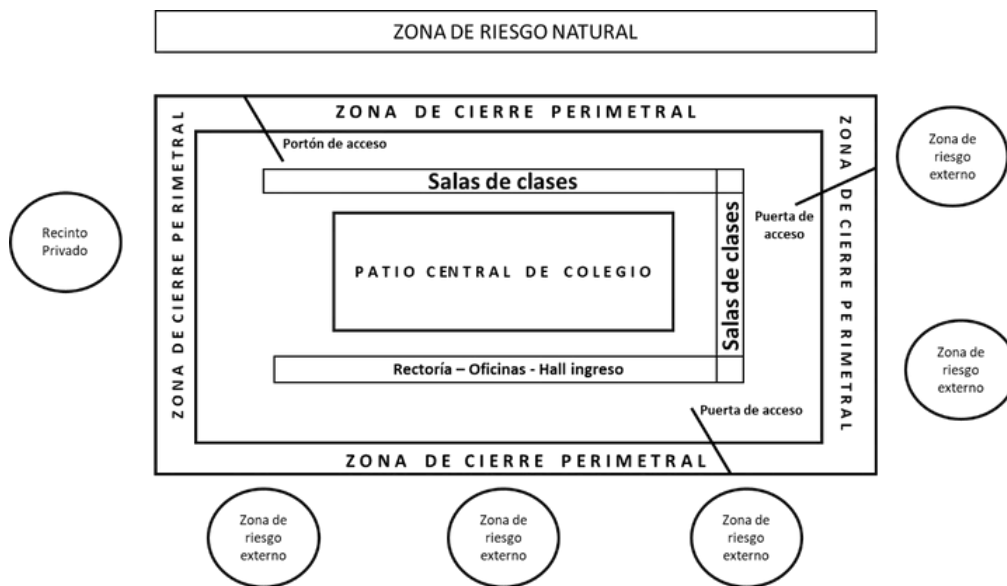 ZONA DE RIESGO NATURAL
ZONA DE CIERRE PERIMETRAL
ZONA DE CIERRE PERIMETRAL
Portón de acceso
Salas de clases
Zona de
riesgo
externo
Puerta de
acceso
ZONA DE CIERRE PERIMETRAL
Recinto
Privado
PATIO CENTRAL DE COLEGIO
Salas de clases
Rectoría – Oficinas - Hall ingreso
Zona de
riesgo
externo
Puerta de acceso
ZONA DE CIERRE PERIMETRAL
Zona de
riesgo
externo
Zona de
riesgo
externo
Zona de
riesgo
externo